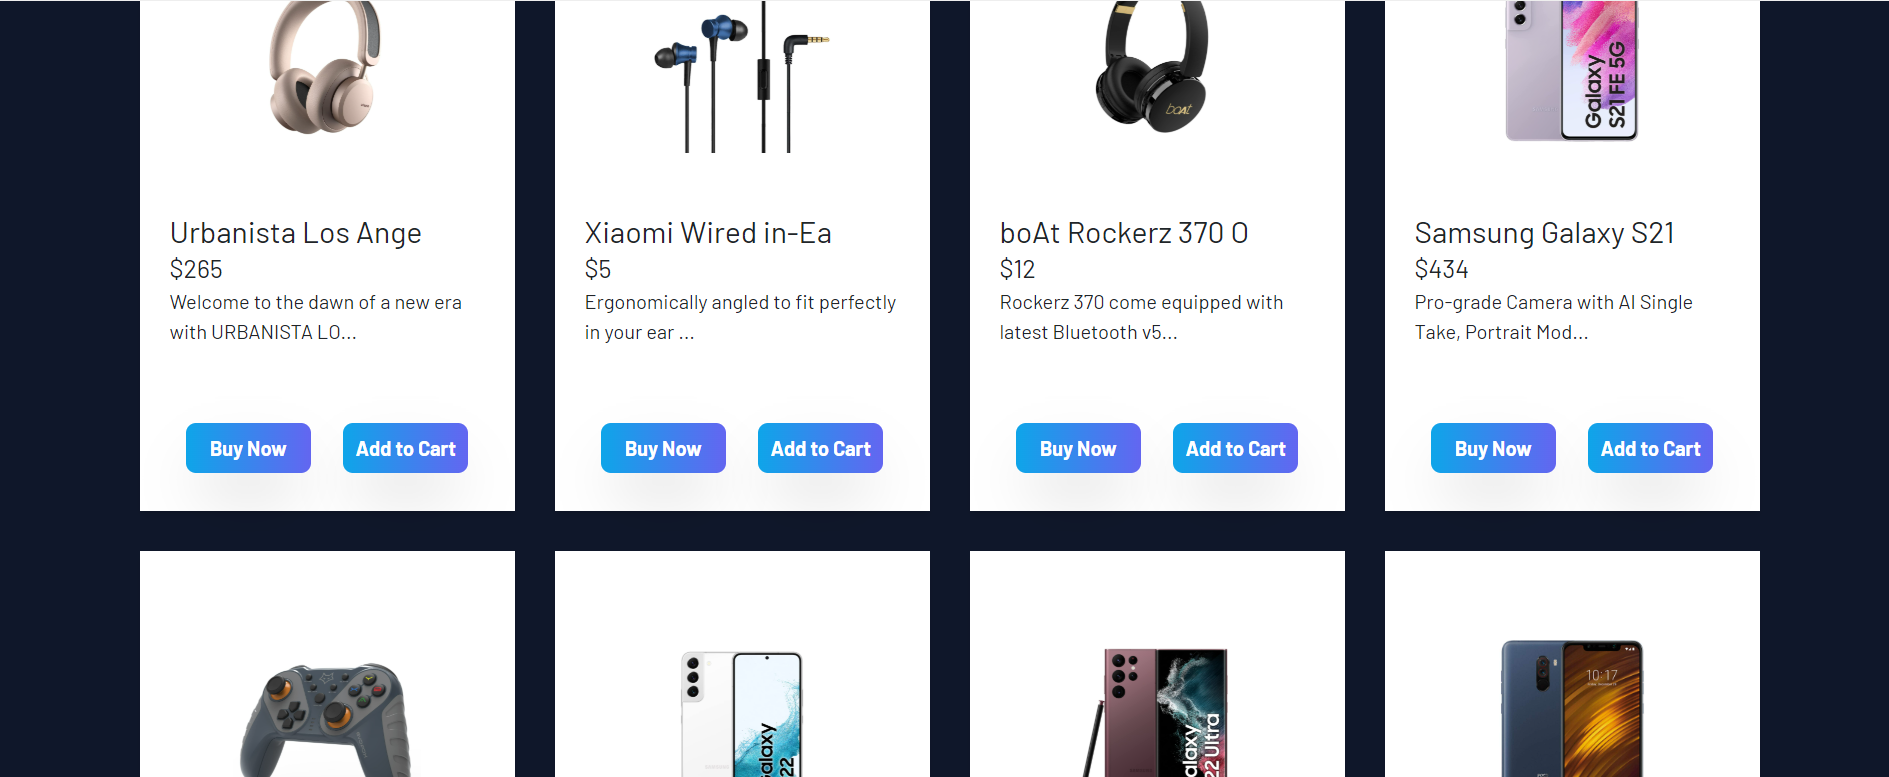 boAt
Galaxy
S21 FE 5G
Urbanista Los Ange
$265
Welcome to the dawn of a new era
with URBANISTA LO...
Buy Now
Add to Cart
Xiaomi Wired in-Ea
$5
Ergonomically angled to fit perfectly
in your ear ...
Buy Now
Add to Cart
boAt Rockerz 370 O
$12
Rockerz 370 come equipped with
latest Bluetooth v5...
Buy Now
Add to Cart
Samsung Galaxy S21
$434
Pro-grade Camera with AI Single
Take, Portrait Mod...
Buy Now
Add to Cart
alaxy
22
alaxy
22 Ultra
10:17